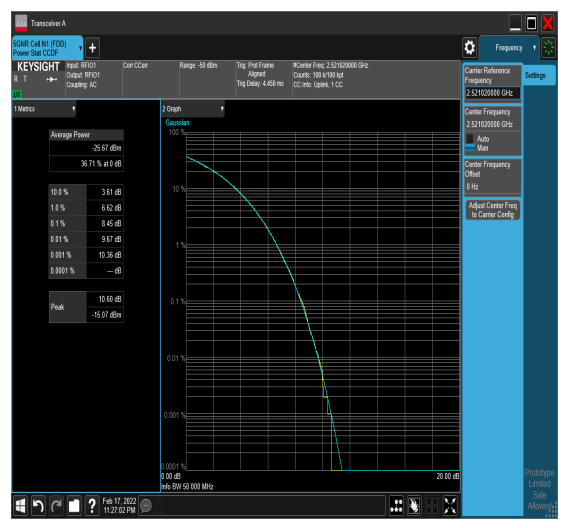 Transceiver A
5GNR Cell N1 (FDD)
Power Stat CCDF
Frequency
KEYSIGHT
R T
Input: RFIO1
Output: RFIO1
Coupling: AC
Corr CCorr
Range: -50 dBm
Trig: Prst Frame
Aligned
Trig Delay: 4.450 ms
#Center Freq: 2.521020000 GHz
Counts: 100 k/100 kpt
CC Info: Uplink, 1 CC
1 Metrics
2 Graph
Gaussian
Average Power
-25.67 dBm
36.71 % at 0 dB
10.0 % 3.61 dB
1.0 % 6.62 dB
0.1 % 8.45 dB
0.01 % 9.67 dB
0.001 % 10.36 dB
0.0001 % --- dB
Peak
10.60 dB
-15.07 dBm
100 %
10 %
1 %
0.1 %
0.01 %
0.001 %
0.0001 %
0.00 dB
20.00 dB
Info BW 50.000 MHz
Carrier Reference
Frequency
2.521020000 GHz
Settings
Center Frequency
2.521020000 GHz
Auto
Man
Center Frequency
Offset
0 Hz
Adjust Center Freq
to Carrier Config
Prototype
Limited
Sale
Allowed
Feb 17, 2022
11:27:02 PM